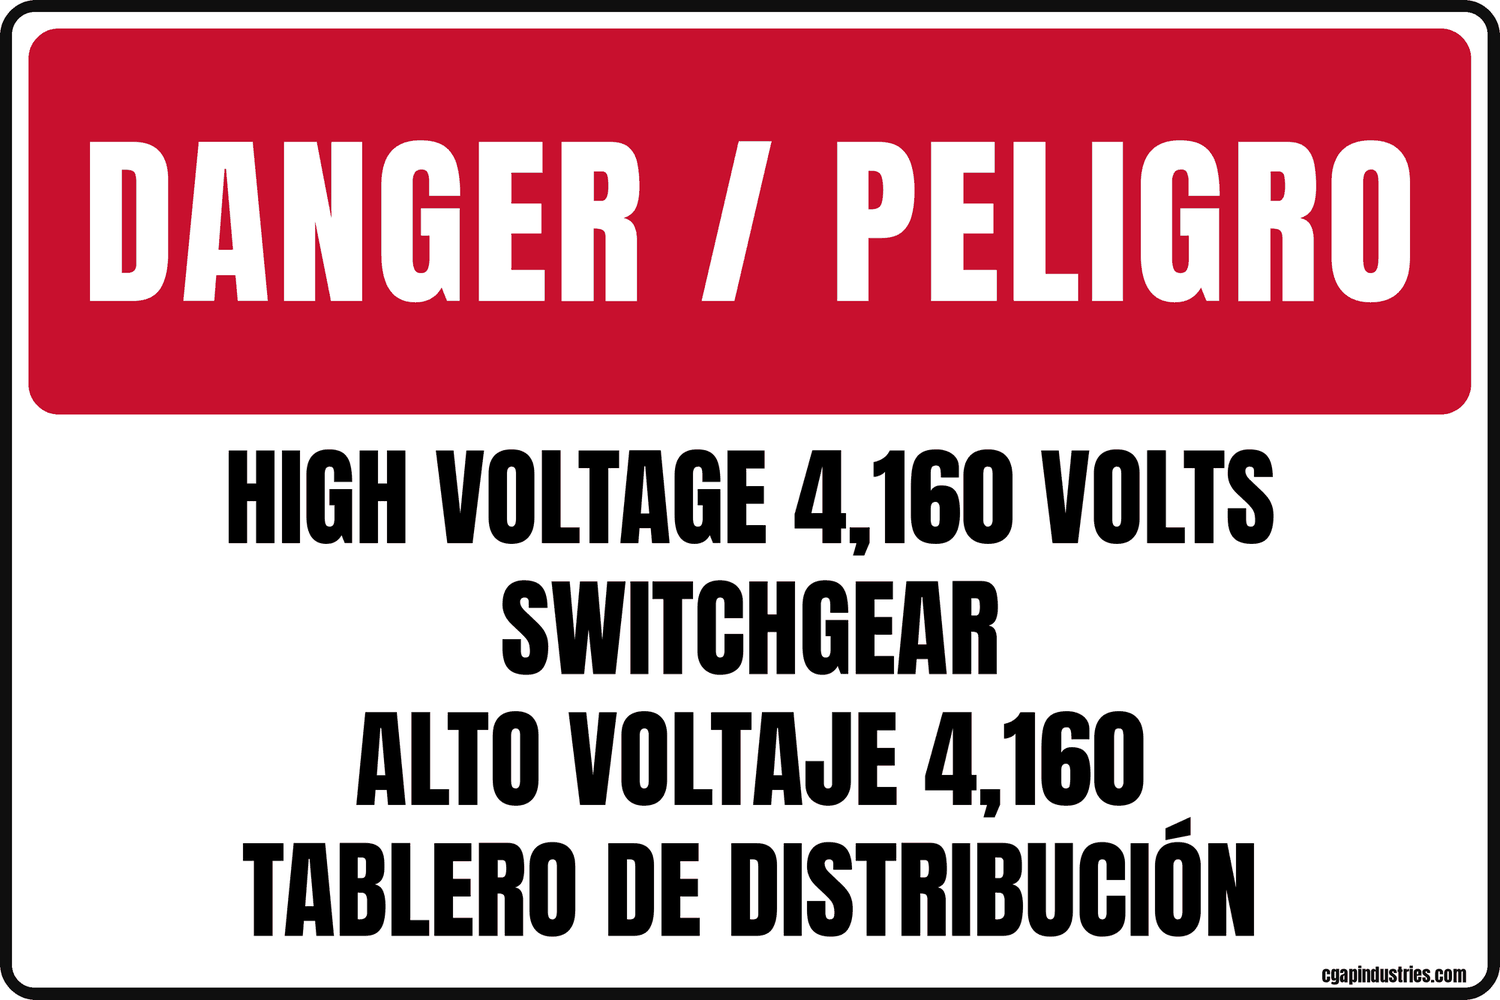 DANGER / PELIGRO
HIGH VOLTAGE 4,160 VOLTS
SWITCHGEAR
ALTO VOLTAJE 4,160
TABLERO DE DISTRIBUCIÓN
cgapindustries.com